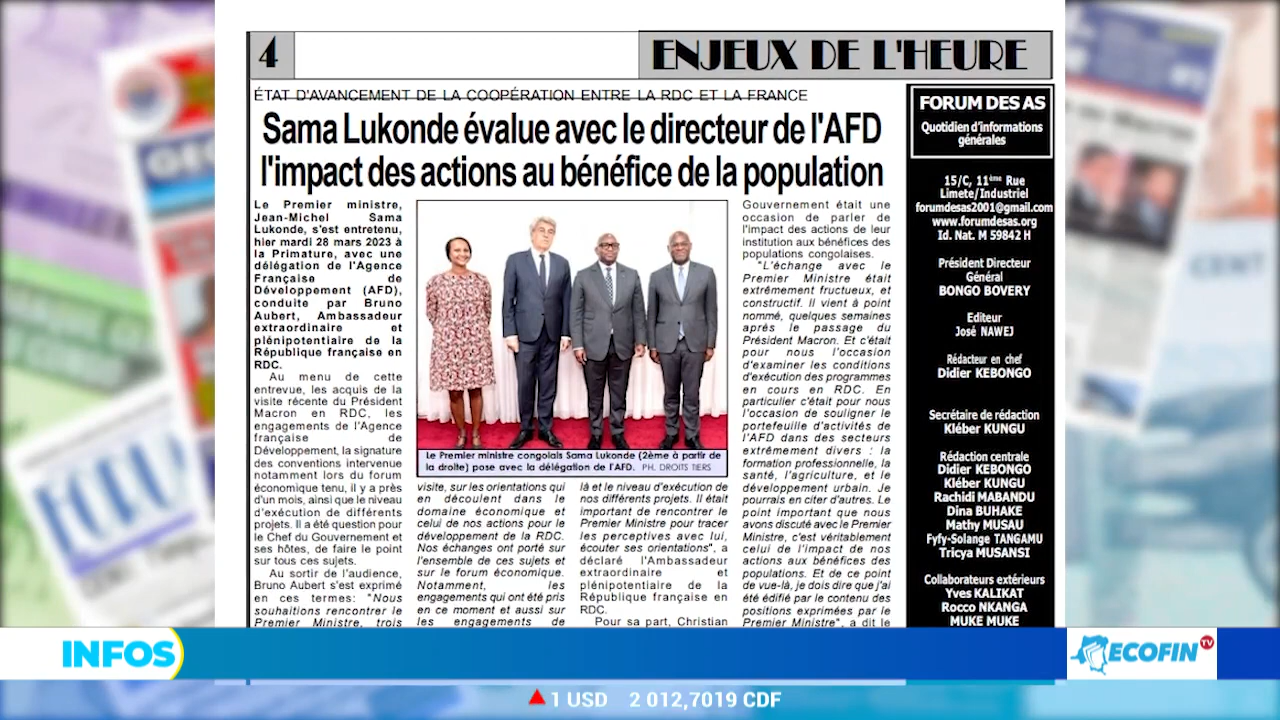 4
ENJEUX DE L'HEURE
ÉTAT D'AVANCEMENT DE LA COOPÉRATION ENTRE LA RDC ET LA FRANCE
Sama Lukonde évalue avec le directeur de l'AFD
l'impact des actions au bénéfice de la population
Le Premier ministre,
Jean-Michel Sama
Lukonde, s'est entretenu,
hier mardi 28 mars 2023 à
la Primature, avec une
délégation de l'Agence
Française de
Développement (AFD),
conduite par Bruno
Aubert, Ambassadeur
extraordinaire et
plénipotentiaire de la
République française en
RDC.
Au menu de cette
entrevue, les acquis de la
visite récente du Président
Macron en RDC, les
engagements de l'Agence
française de
Développement, la signature
des conventions intervenue
notamment lors du forum
économique tenu, il y a près
d'un mois, ainsi que le niveau
d'exécution de différents
projets. Il a été question pour
le Chef du Gouvernement et
ses hôtes, de faire le point
sur tous ces sujets.
Au sortir de l'audience,
Bruno Aubert s'est exprimé
en ces termes: "Nous
souhaitions rencontrer le
Premier Ministre, trois
Le Premier ministre congolais Sama Lukonde (2ème à partir de
la droite) pose avec la délégation de l'AFD. PH. DROITS TIERS
visite, sur les orientations qui
en découlent dans le
domaine économique et
celui de nos actions pour le
développement de la RDC.
Nos échanges ont porté sur
l'ensemble de ces sujets et
sur le forum économique.
Notamment, les
engagements qui ont été pris
en ce moment et aussi sur
les engagements de
là et le niveau d'exécution de
nos différents projets. Il était
important de rencontrer le
Premier Ministre pour tracer
les perceptives avec lui,
écouter ses orientations", a
déclaré l'Ambassadeur
extraordinaire et
plénipotentiaire de la
République française en
RDC.
Pour sa part, Christian
Gouvernement était une
occasion de parler de
l'impact des actions de leur
institution aux bénéfices des
populations congolaises.
"L'échange avec le
Premier Ministre était
extrêmement fructueux, et
constructif. Il vient à point
nommé, quelques semaines
après le passage du
Président Macron. Et c'était
pour nous l'occasion
d'examiner les conditions
d'exécution des programmes
en cours en RDC. En
particulier c'était pour nous
l'occasion de souligner le
portefeuille d'activités de
l'AFD dans des secteurs
extrêmement divers : la
formation professionnelle, la
santé, l'agriculture, et le
développement urbain. Je
pourrais en citer d'autres. Le
point important que nous
avons discuté avec le Premier
Ministre, c'est véritablement
celui de l'impact de nos
actions aux bénéfices des
populations. Et de ce point
de vue-là, je dois dire que j'ai
été édifié par le contenu des
positions exprimées par le
Premier Ministre", a dit le
FORUM DES AS
Quotidien d'informations
générales
15/C, 11ème Rue
Limete/Industriel
forumdesas2001@gmail.com
www.forumdesas.org
Id. Nat. M 59842 H
Président Directeur
Général
BONGO BOVERY
Editeur
José NAWEJ
Rédacteur en chef
Didier KEBONGO
Secrétaire de rédaction
Kléber KUNGU
Rédaction centrale
Didier KEBONGO
Kléber KUNGU
Rachidi MABANDU
Dina BUHAKE
Mathy MUSAU
Fyfy-Solange TANGAMU
Tricya MUSANSI
Collaborateurs extérieurs
Yves KALIKAT
Rocco NKANGA
MUKE MUKE
INFOS
ECOFIN TV
1 USD 2 012,7019 CDF